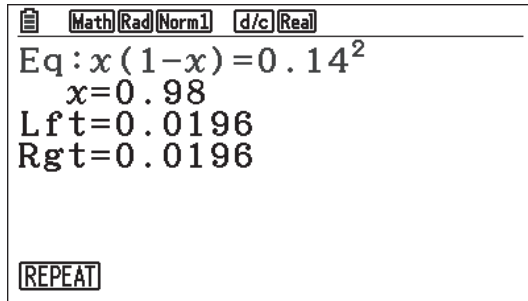 Math Rad Norm1 d/c Real
Eq:x(1-x)=0.14²
x=0.98
Lft=0.0196
Rgt=0.0196
REPEAT